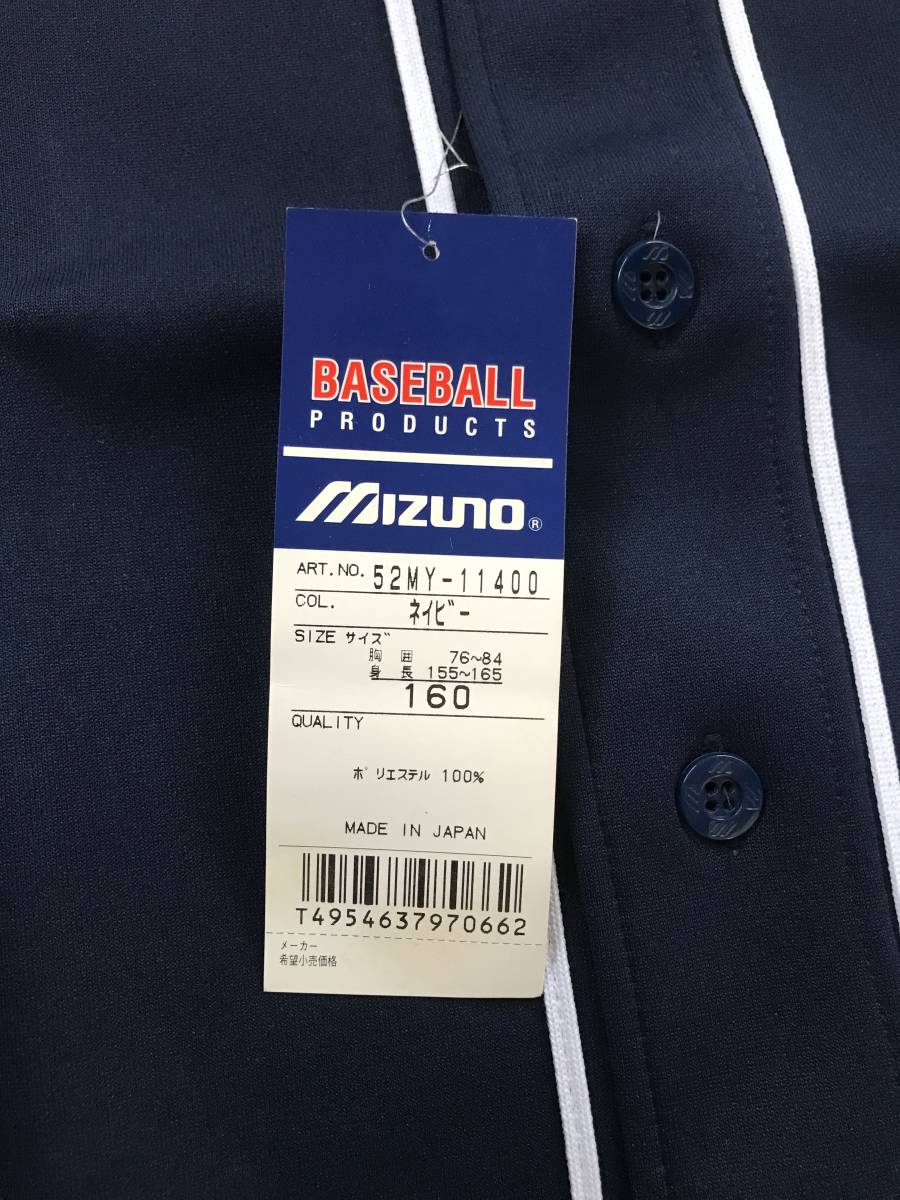 BASEBALL
PRODUCTS
MIZUNO®
ART.NO. 52MY-11400
COL. ネイビー
SIZE サイズ
胸囲 76~84
身長 155~165
160
QUALITY
ポリエステル 100%
MADE IN JAPAN
T4954637970662
メーカー
希望小売価格